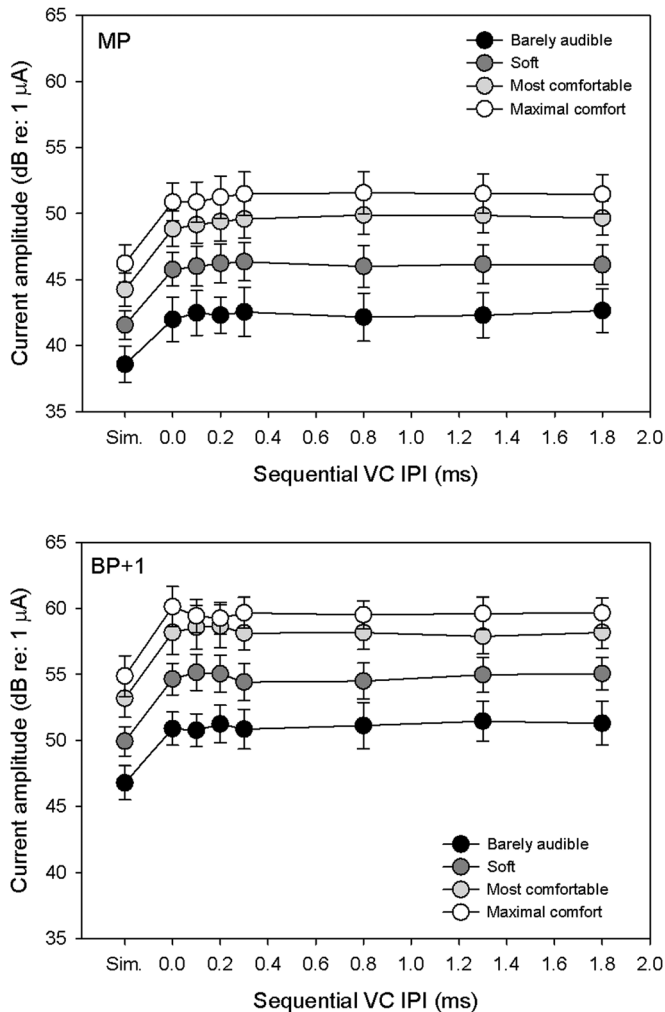 MP
Barely audible
Soft
Most comfortable
Maximal comfort
Current amplitude (dB re: 1 μA)
65
60
55
50
45
40
35
Sim. 0.0 0.2 0.4 0.6 0.8 1.0 1.2 1.4 1.6 1.8 2.0
Sequential VC IPI (ms)
BP+1
Current amplitude (dB re: 1 μA)
65
60
55
50
45
40
35
Barely audible
Soft
Most comfortable
Maximal comfort
Sim. 0.0 0.2 0.4 0.6 0.8 1.0 1.2 1.4 1.6 1.8 2.0
Sequential VC IPI (ms)